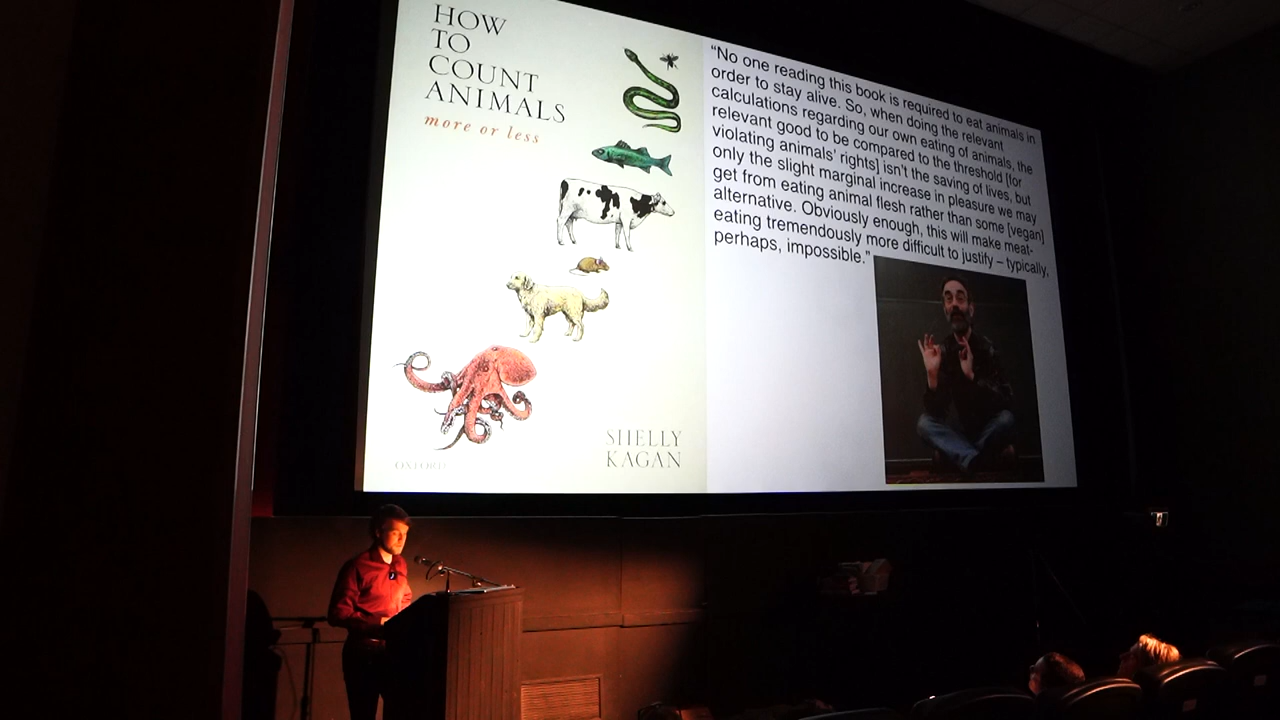 HOW
TO
COUNT
ANIMALS
more or less
SHELLY
KAGAN
OXFORD
“No one reading this book is required to eat animals in
order to stay alive. So, when doing the relevant
calculations regarding our own eating of animals, the
relevant good to be compared to the threshold [for
violating animals’ rights] isn’t the saving of lives, but
only the slight marginal increase in pleasure we may
get from eating animal flesh rather than some [vegan]
alternative. Obviously enough, this will make meat-
eating tremendously more difficult to justify – typically,
perhaps, impossible.”